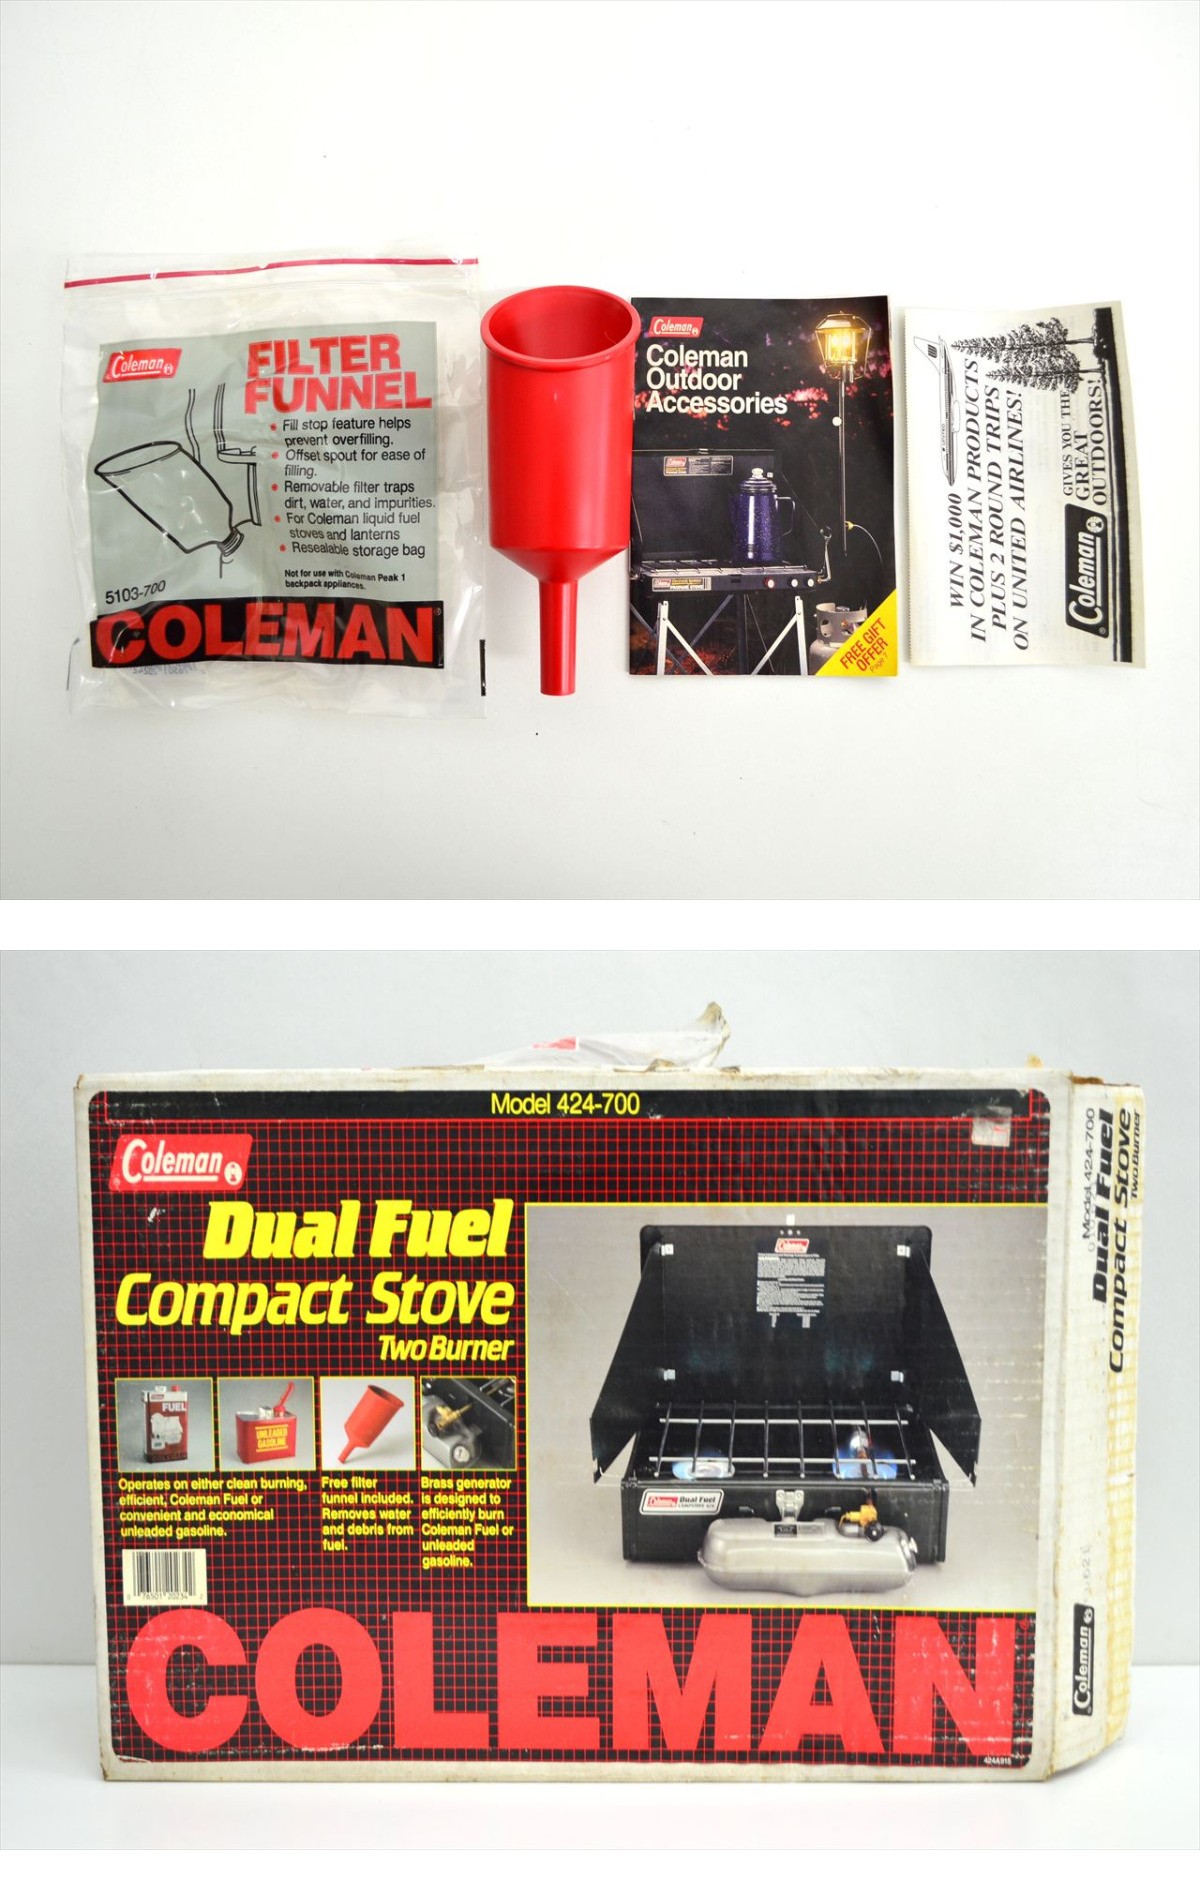 Coleman
FILTER
FUNNEL
Fill stop feature helps
prevent overfilling.
Offset spout for ease of
filling.
Removable filter traps
dirt, water, and impurities.
For Coleman liquid fuel
stoves and lanterns
Resealable storage bag
Not for use with Coleman Peak 1
backpack appliances.
5103-700
COLEMAN
Coleman
Coleman
Outdoor
Accessories
FREE GIFT
OFFER
Page 7
WIN $1,000
IN COLEMAN PRODUCTS
PLUS 2 ROUND TRIPS
ON UNITED AIRLINES!
Coleman
GIVES YOU THE
GREAT
OUTDOORS!
Model 424-700
Coleman
Dual Fuel
Compact Stove
Two Burner
FUEL
UNLEADED
GASOLINE
Operates on either clean burning,
efficient, Coleman Fuel or
convenient and economical
unleaded gasoline.
Free filter
funnel included.
Removes water
and debris from
fuel.
Brass generator
is designed to
efficiently burn
Coleman Fuel or
unleaded
gasoline.
Coleman
Coleman
Dual Fuel
COLEMAN
424A915
Model 424-700
Dual Fuel
Compact Stove
Two Burner
Coleman